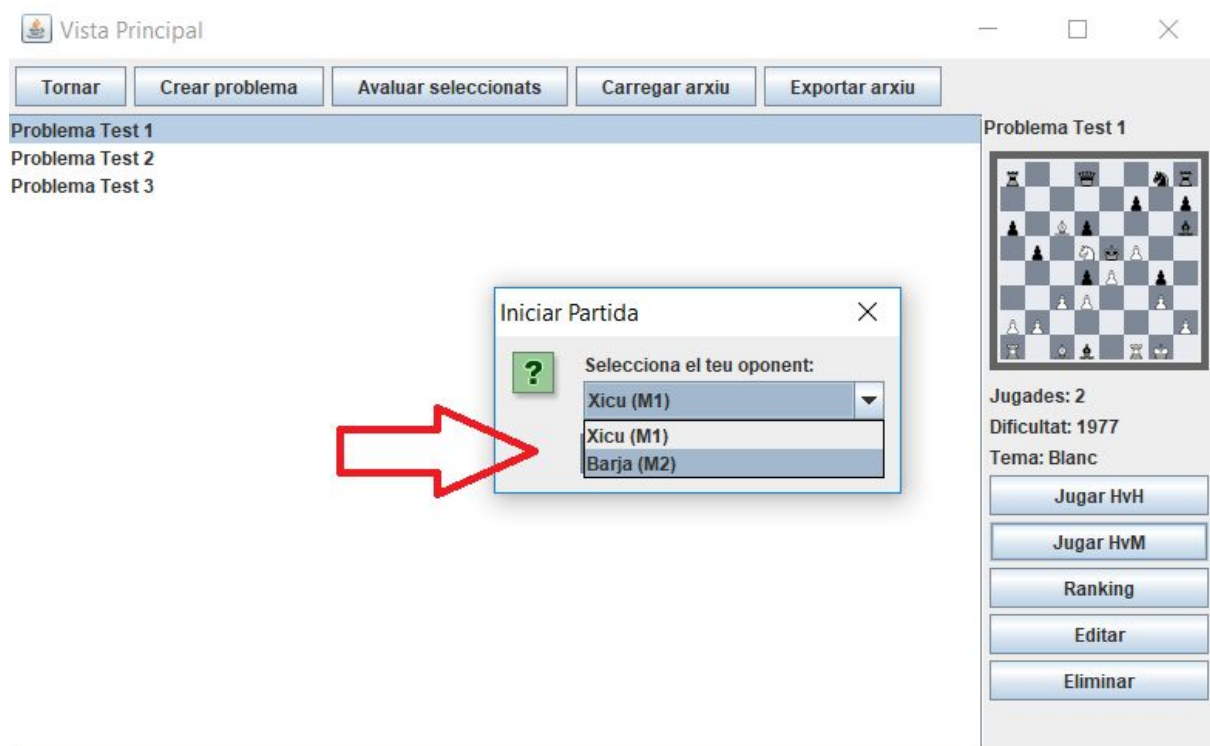 Vista Principal
Tornar Crear problema Avaluar seleccionats Carregar arxiu Exportar arxiu
Problema Test 1
Problema Test 2
Problema Test 3
Iniciar Partida
Selecciona el teu oponent:
Xicu (M1)
Xicu (M1)
Barja (M2)
Problema Test 1
Jugades: 2
Dificultat: 1977
Tema: Blanc
Jugar HvH
Jugar HvM
Ranking
Editar
Eliminar